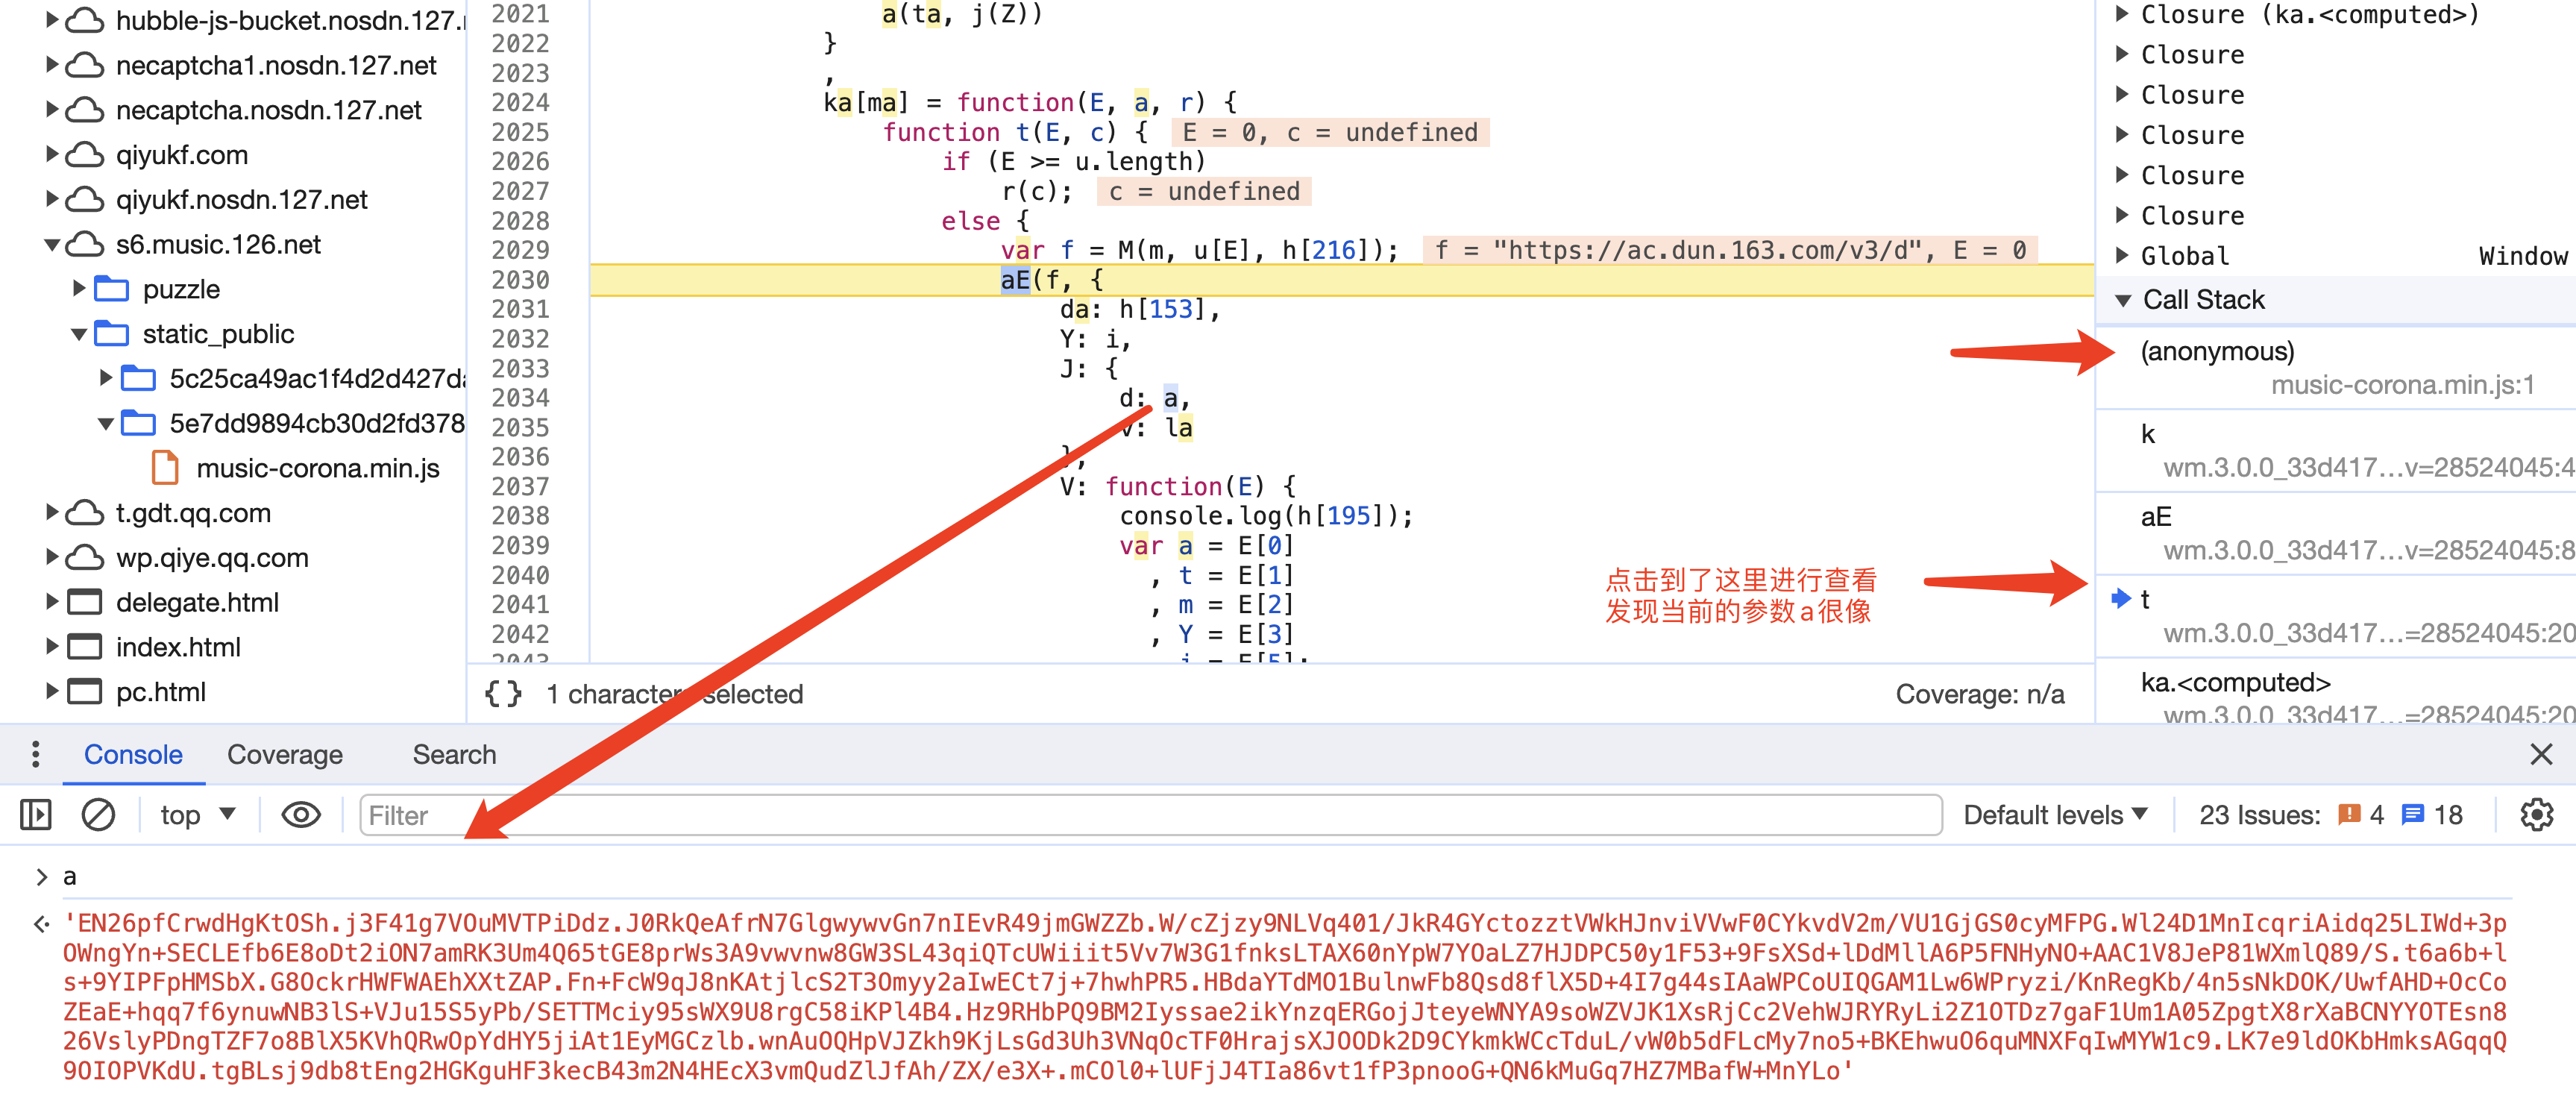 hubble-js-bucket.nosdn.127.
necaptcha1.nosdn.127.net
necaptcha.nosdn.127.net
qiyukf.com
qiyukf.nosdn.127.net
s6.music.126.net
puzzle
static_public
5c25ca49ac1f4d2d427d
5e7dd9894cb30d2fd378
music-corona.min.js
t.gdt.qq.com
wp.qiye.qq.com
delegate.html
index.html
pc.html
2021 a(ta, j(Z))
2022 }
2023 ,
2024 ka[ma] = function(E, a, r) {
2025 function t(E, c) { E = 0, c = undefined
2026 if (E >= u.length)
2027 r(c); c = undefined
2028 else {
2029 var f = M(m, u[E], h[216]); f = "https://ac.dun.163.com/v3/d", E = 0
2030 aE(f, {
2031 da: h[153],
2032 Y: i,
2033 J: {
2034 d: a,
2035 v: la
2036 },
2037 V: function(E) {
2038 console.log(h[195]);
2039 var a = E[0]
2040 , t = E[1]
2041 , m = E[2]
2042 , Y = E[3]
2043 , i = E[5];
{} 1 character selected
Coverage: n/a
点击到了这里进行查看
发现当前的参数a很像
Closure (ka.<computed>)
Closure
Closure
Closure
Closure
Closure
Global Window
Call Stack
(anonymous)
music-corona.min.js:1
k
wm.3.0.0_33d417…v=28524045:4
aE
wm.3.0.0_33d417…v=28524045:8
t
wm.3.0.0_33d417…=28524045:20
ka.<computed>
wm.3.0.0_33d417…=28524045:20
Console Coverage Search
top Filter Default levels 23 Issues: 4 18
> a
'EN26pfCrwdHgKtOSh.j3F41g7VOuMVTPiDdz.J0RkQeAfrN7GlgwywvGn7nIEvR49jmGWZZb.W/cZjzy9NLVq401/JkR4GYctozztVWkHJnviVVwF0CYkvdV2m/VU1GjGS0cyMFPG.Wl24D1MnIcqriAidq25LIWd+3p
OWngYn+SECLEfb6E8oDt2iON7amRK3Um4Q65tGE8prWs3A9vwvnw8GW3SL43qiQTcUWiiit5Vv7W3G1fnksLTAX60nYpW7YOaLZ7HJDPC50y1F53+9FsXSd+lDdMllA6P5FNHyNO+AAC1V8JeP81WXmlQ89/S.t6a6b+l
s+9YIPFpHMSbX.G8OckrHWFWAEhXXtZAP.Fn+FcW9qJ8nKAtjlcS2T3Omyy2aIwECt7j+7hwhPR5.HBdaYTdMO1BulnwFb8Qsd8flX5D+4I7g44sIAaWPCoUIQGAM1Lw6WPryzi/KnRegKb/4n5sNkDOK/UwfAHD+OcCo
ZEaE+hqq7f6ynuwNB3lS+VJu15S5yPb/SETTMciy95sWX9U8rgC58iKPl4B4.Hz9RHbPQ9BM2Iyssae2ikYnzqERGojJteyeWNYA9soWZVJK1XsRjCc2VehWJRYRyLi2Z1OTDz7gaF1Um1A05ZpgtX8rXaBCNYYOTEsn8
26VslyPDngTZF7o8BlX5KVhQRwOpYdHY5jiAt1EyMGCzlb.wnAuOQHpVJZkh9KjLsGd3Uh3VNqOcTF0HrajsXJOODk2D9CYkmkWCcTduL/vW0b5dFLcMy7no5+BKEhwuO6quMNXFqIwMYW1c9.LK7e9ldOKbHmksAGqqQ
9OIOPVKdU.tgBLsj9db8tEng2HGKguHF3kecB43m2N4HEcX3vmQudZlJfAh/ZX/e3X+.mCOl0+lUFjJ4TIa86vt1fP3pnooG+QN6kMuGq7HZ7MBafW+MnYLo'